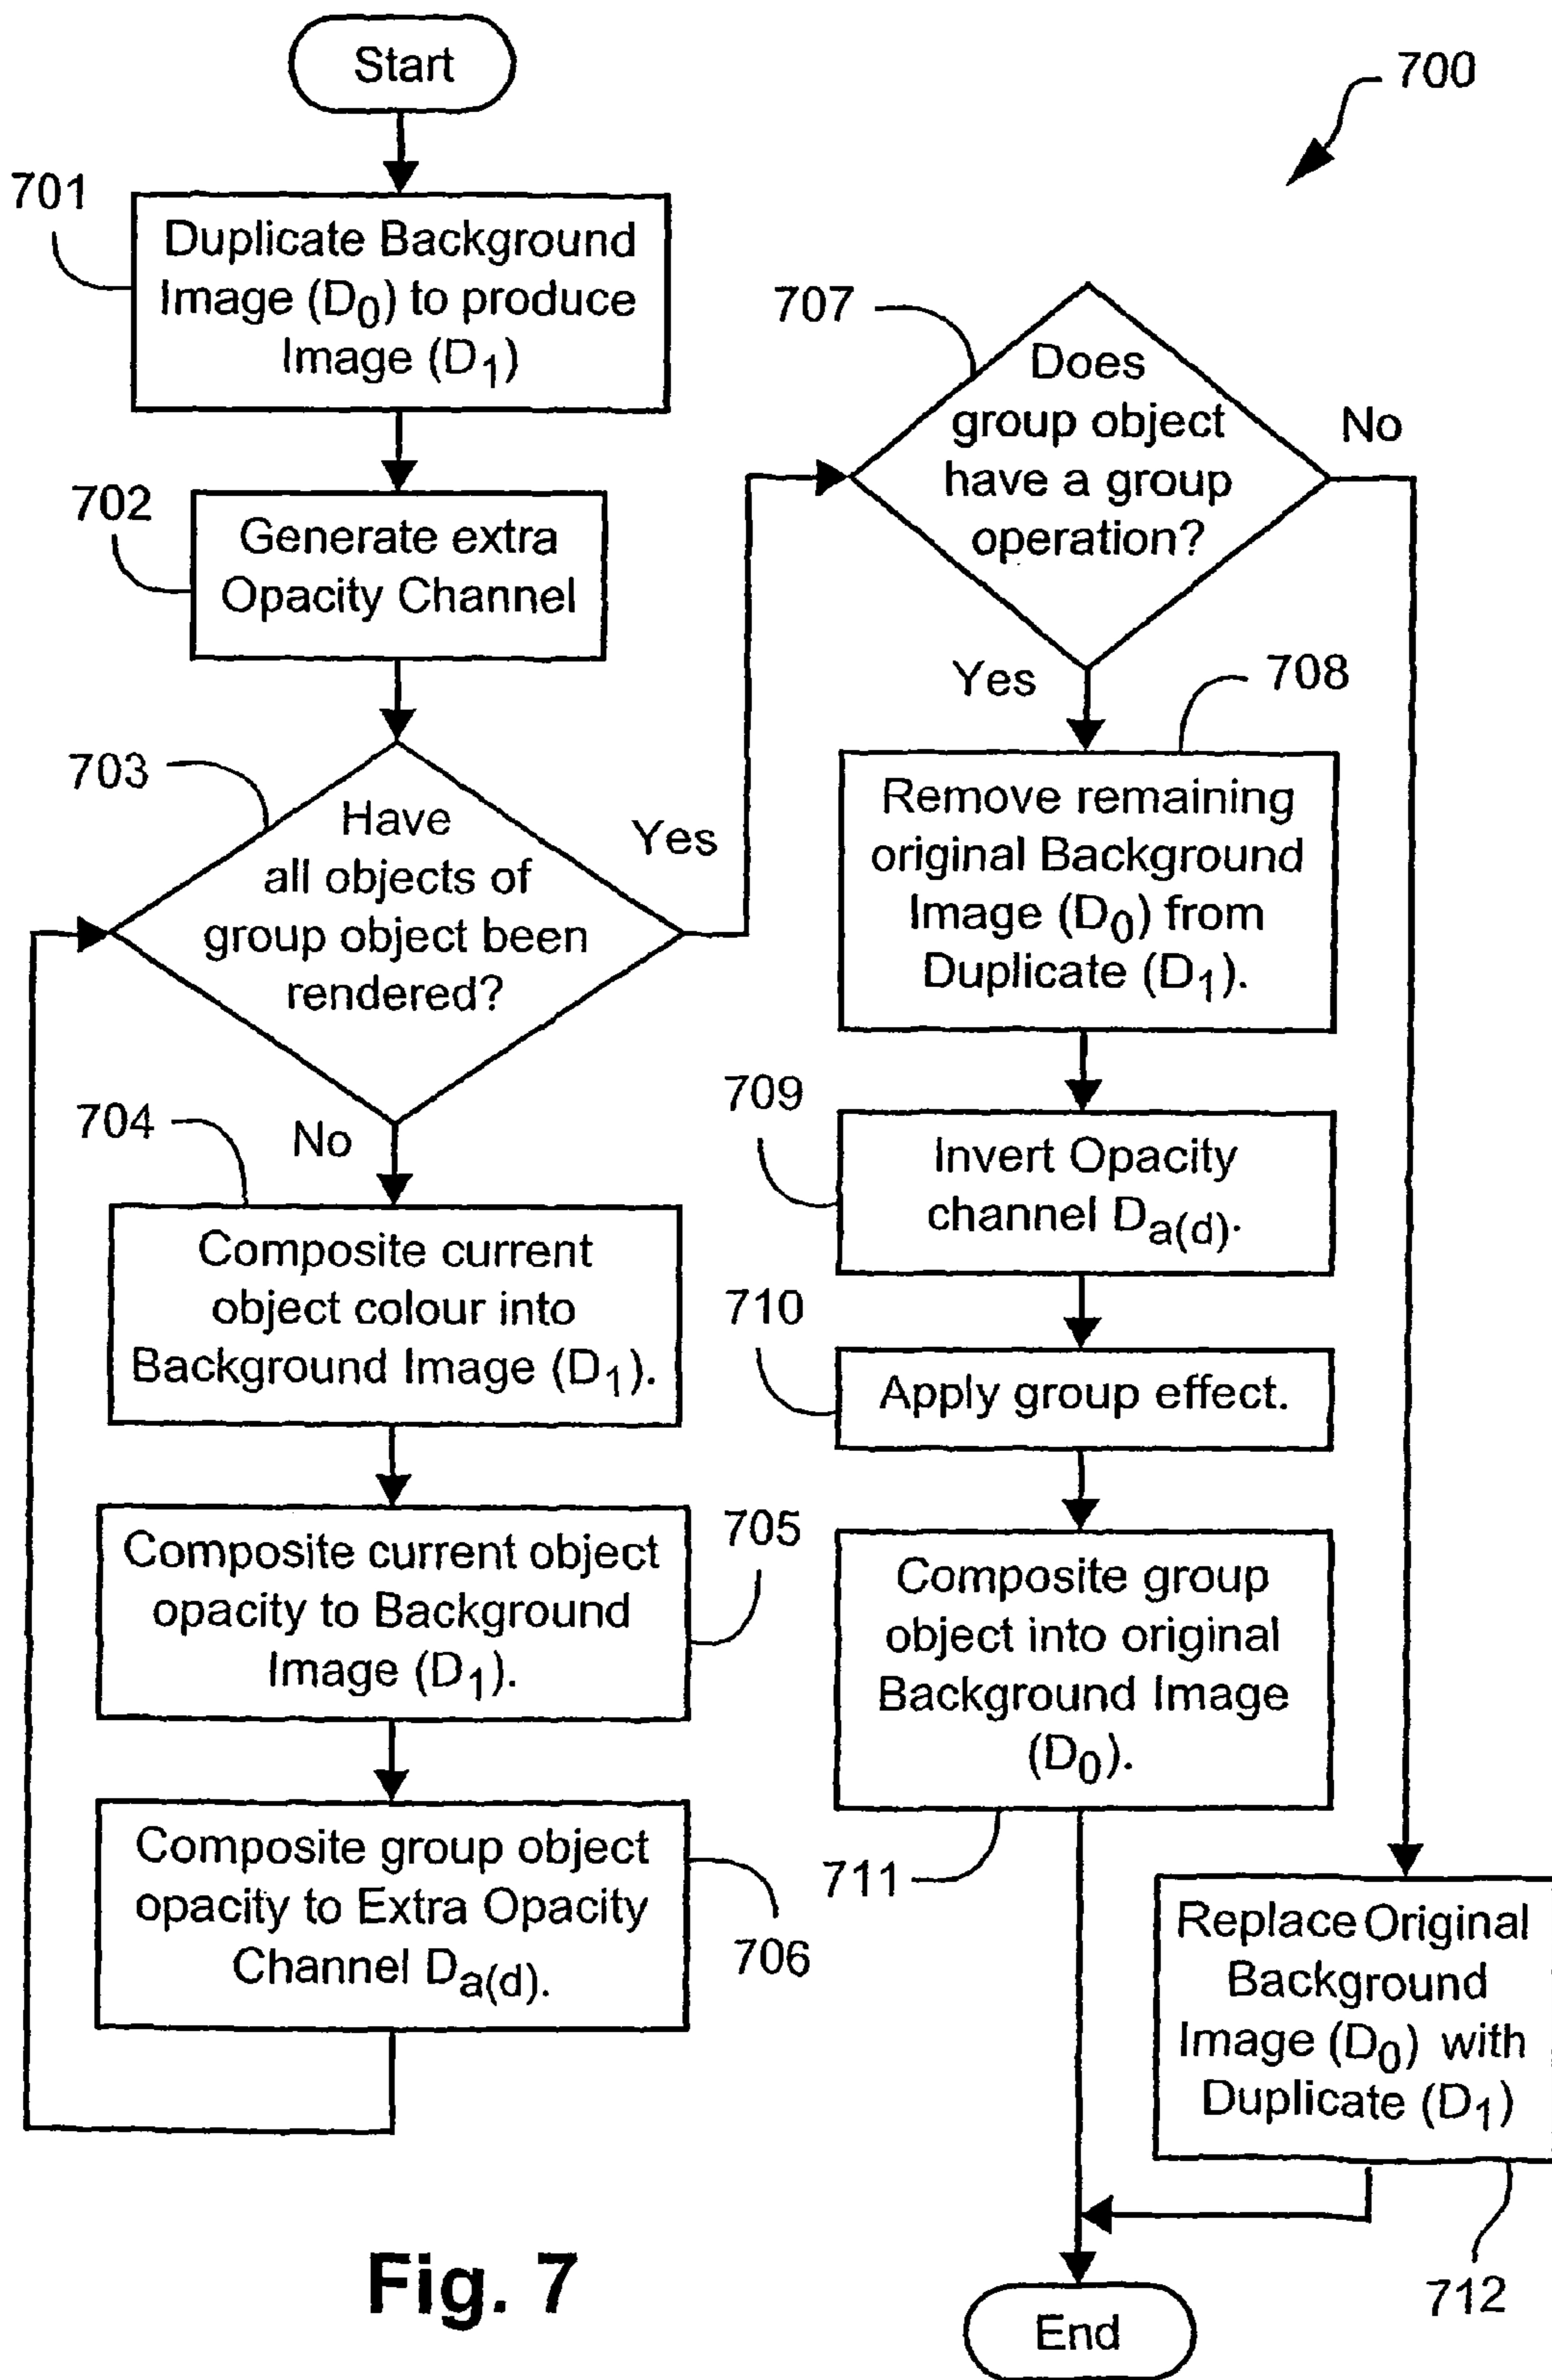 Start
700
701
Duplicate Background
Image (D0) to produce
Image (D1)
702
Generate extra
Opacity Channel
703
Have
all objects of
group object been
rendered?
Yes
No
704
Composite current
object colour into
Background Image (D1).
705
Composite current object
opacity to Background
Image (D1).
706
Composite group object
opacity to Extra Opacity
Channel Da(d).
707
Does
group object
have a group
operation?
No
Yes
708
Remove remaining
original Background
Image (D0) from
Duplicate (D1).
709
Invert Opacity
channel Da(d).
710
Apply group effect.
711
Composite group
object into original
Background Image
(D0).
Replace Original
Background
Image (D0) with
Duplicate (D1)
712
End
Fig. 7